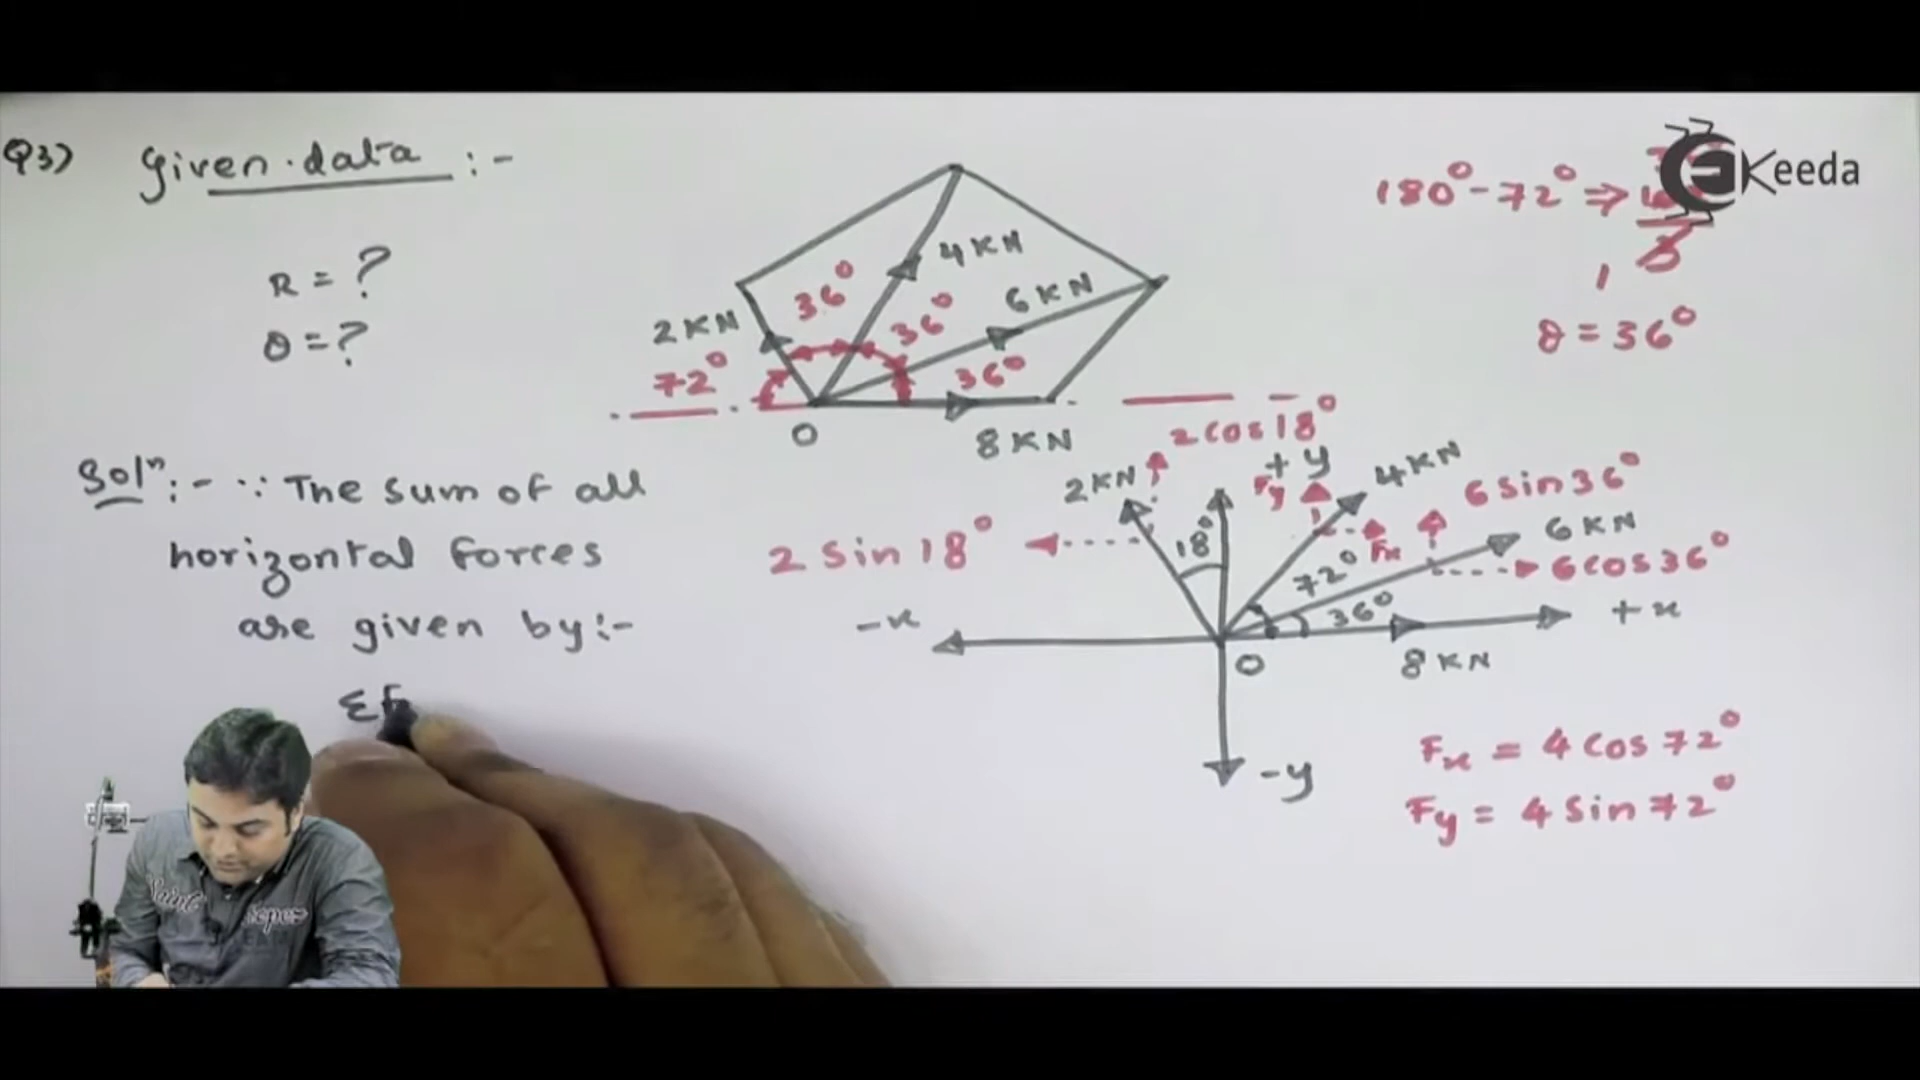 Q3) Given data :-
R = ?
θ = ?
2 KN
4 KN
6 KN
8 KN
36°
36°
36°
72°
O
180° - 72° ⇒
3
1
θ = 36°
Keeda
Solⁿ :- ∵ The sum of all
horizontal forces
are given by :-
ΣF
2 KN
2 cos 18°
+ y
4 KN
Fy
Fx
6 sin 36°
6 KN
6 cos 36°
2 Sin 18°
18°
72°
36°
-x
+ x
O
8 KN
-y
Fx = 4 cos 72°
Fy = 4 sin 72°